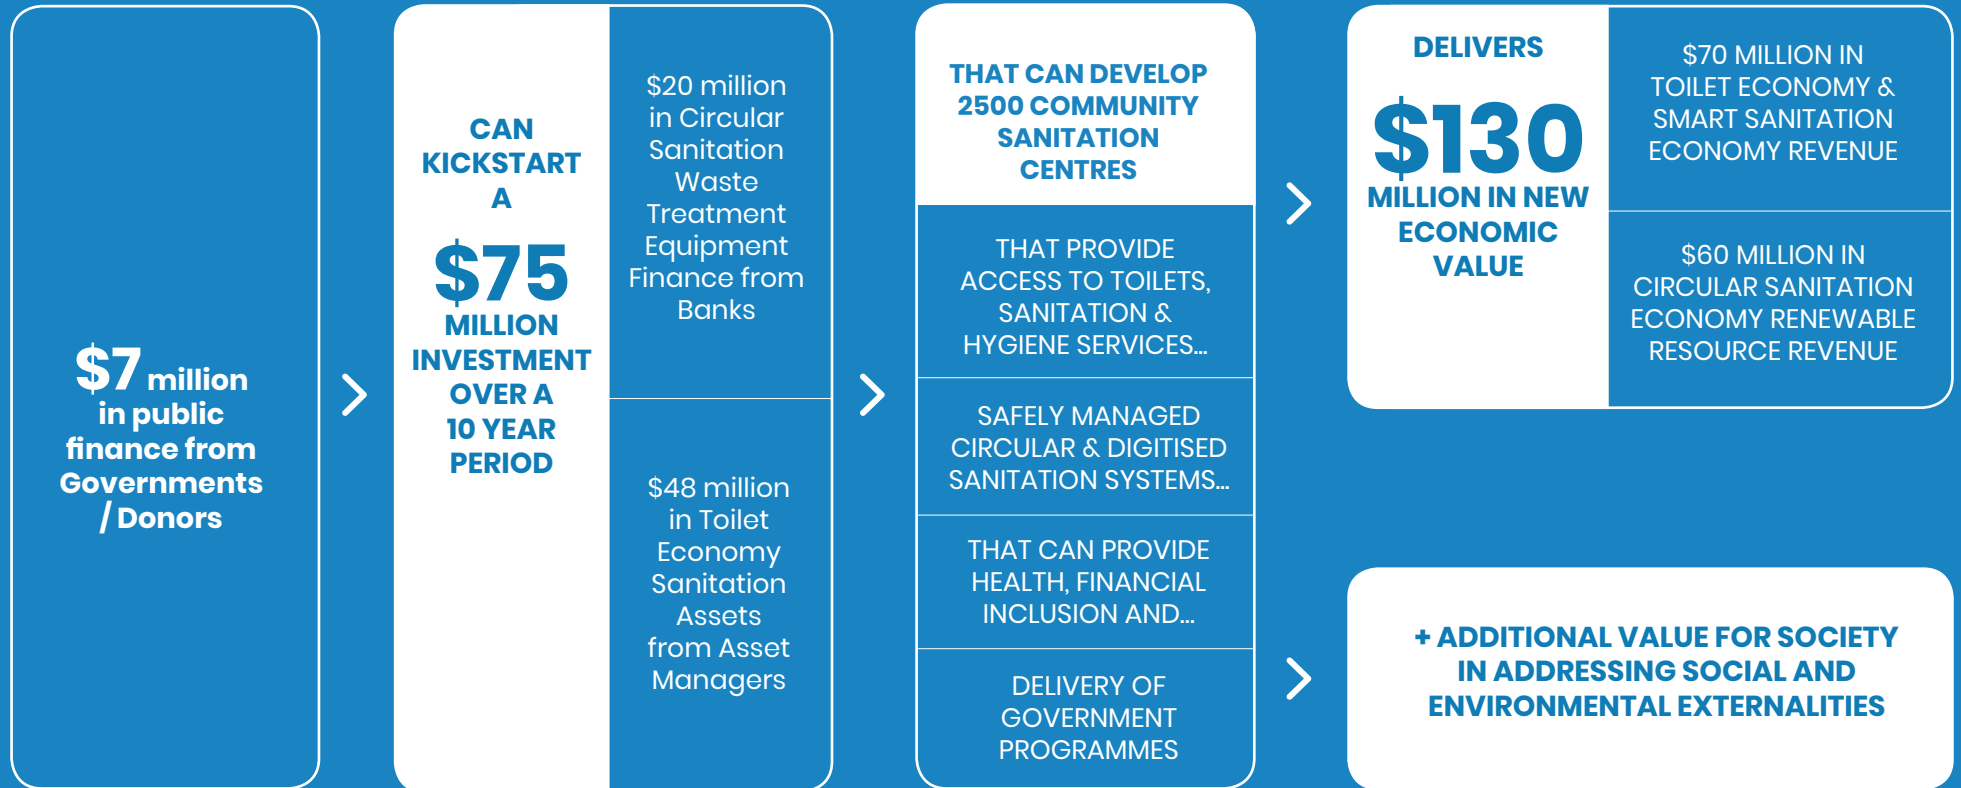 $7 million
in public
finance from
Governments
/ Donors
CAN
KICKSTART
A
$75
MILLION
INVESTMENT
OVER A
10 YEAR
PERIOD
$20 million
in Circular
Sanitation
Waste
Treatment
Equipment
Finance from
Banks
$48 million
in Toilet
Economy
Sanitation
Assets
from Asset
Managers
THAT CAN DEVELOP
2500 COMMUNITY
SANITATION
CENTRES
THAT PROVIDE
ACCESS TO TOILETS,
SANITATION &
HYGIENE SERVICES...
SAFELY MANAGED
CIRCULAR & DIGITISED
SANITATION SYSTEMS...
THAT CAN PROVIDE
HEALTH, FINANCIAL
INCLUSION AND...
DELIVERY OF
GOVERNMENT
PROGRAMMES
DELIVERS
$130
MILLION IN NEW
ECONOMIC
VALUE
$70 MILLION IN
TOILET ECONOMY &
SMART SANITATION
ECONOMY REVENUE
$60 MILLION IN
CIRCULAR SANITATION
ECONOMY RENEWABLE
RESOURCE REVENUE
+ ADDITIONAL VALUE FOR SOCIETY
IN ADDRESSING SOCIAL AND
ENVIRONMENTAL EXTERNALITIES